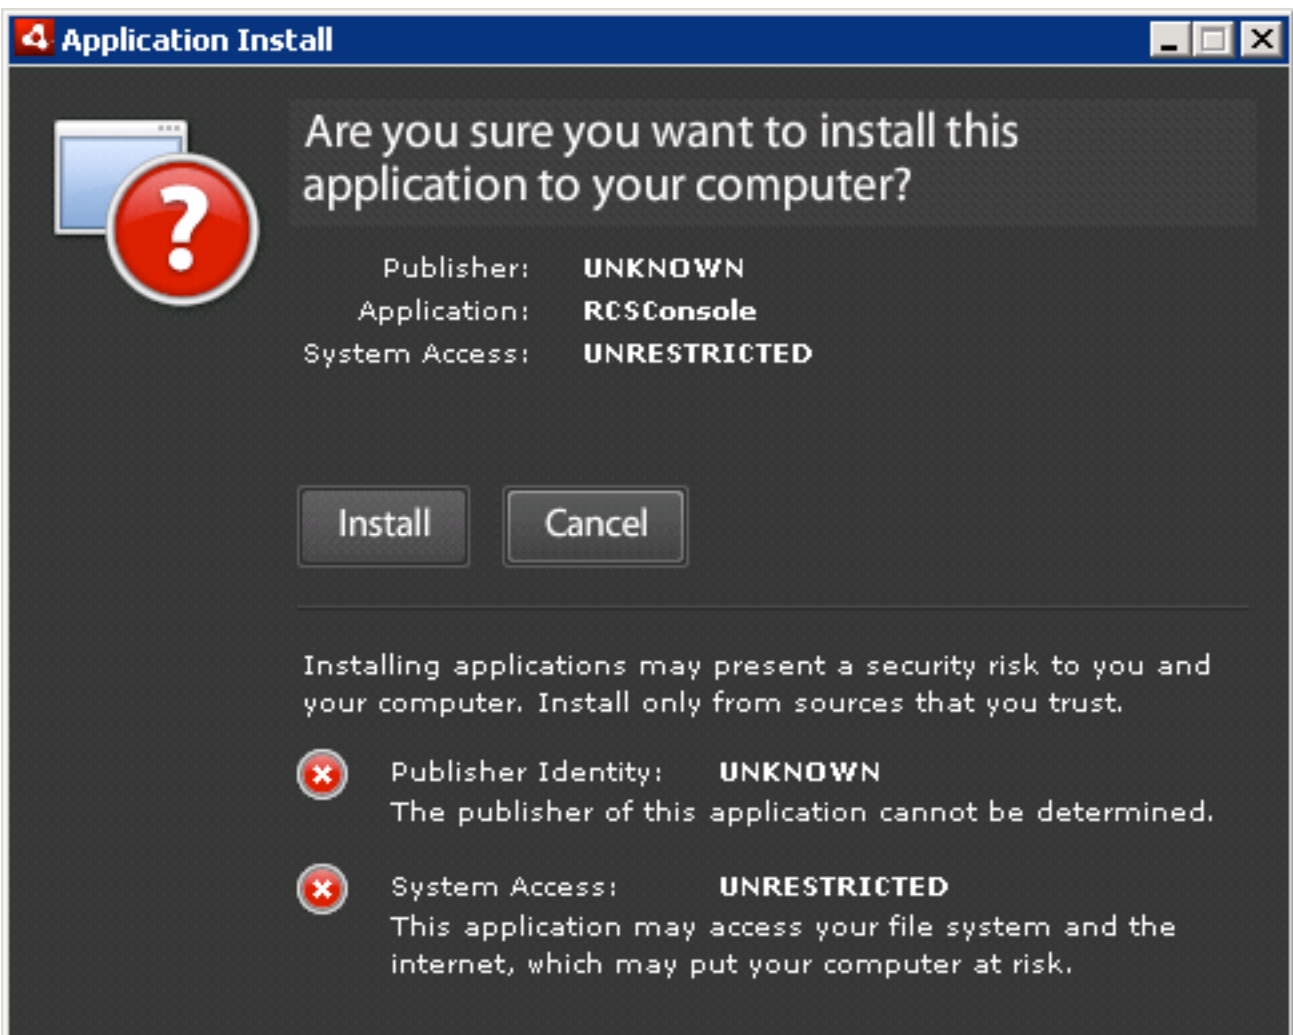 Application Install
Are you sure you want to install this
application to your computer?
Publisher: UNKNOWN
Application: RCSConsole
System Access: UNRESTRICTED
Install Cancel
Installing applications may present a security risk to you and
your computer. Install only from sources that you trust.
Publisher Identity: UNKNOWN
The publisher of this application cannot be determined.
System Access: UNRESTRICTED
This application may access your file system and the
internet, which may put your computer at risk.